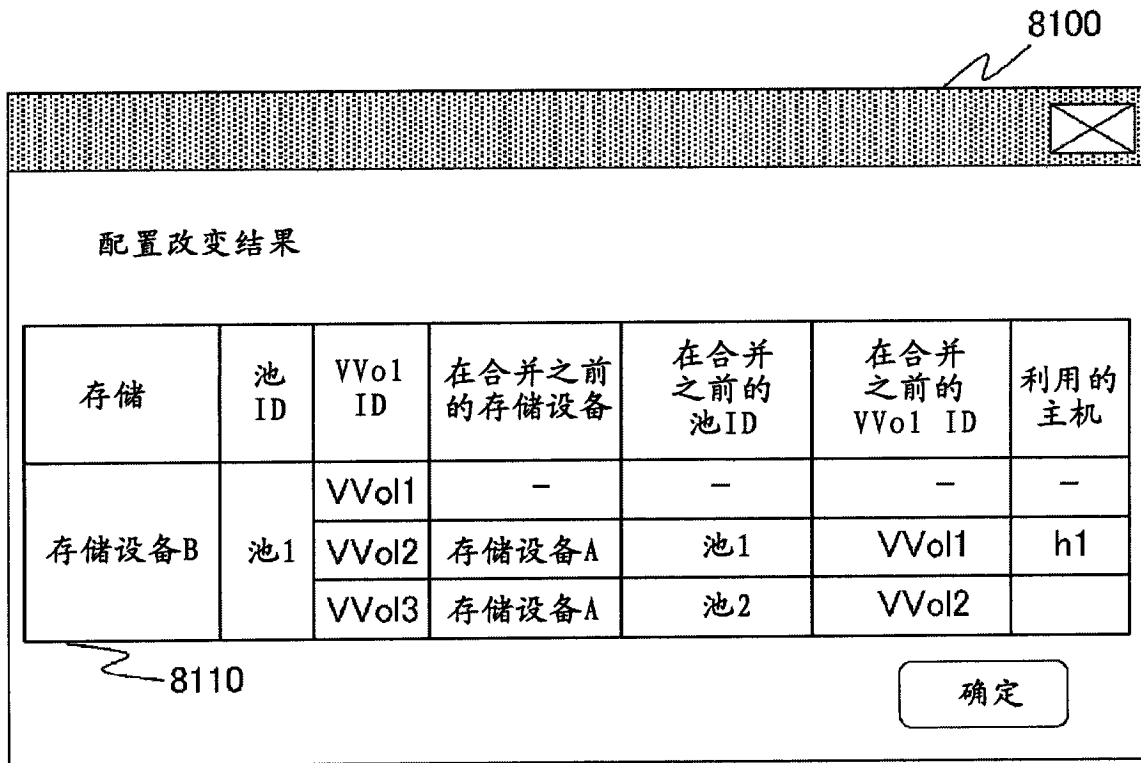 8100
配置改变结果
存储
池
ID
VVol
ID
在合并之前
的存储设备
在合并
之前的
池ID
在合并
之前的
VVol ID
利用的
主机
存储设备B
池1
VVol1
-
-
-
-
VVol2
存储设备A
池1
VVol1
h1
VVol3
存储设备A
池2
VVol2
8110
确定